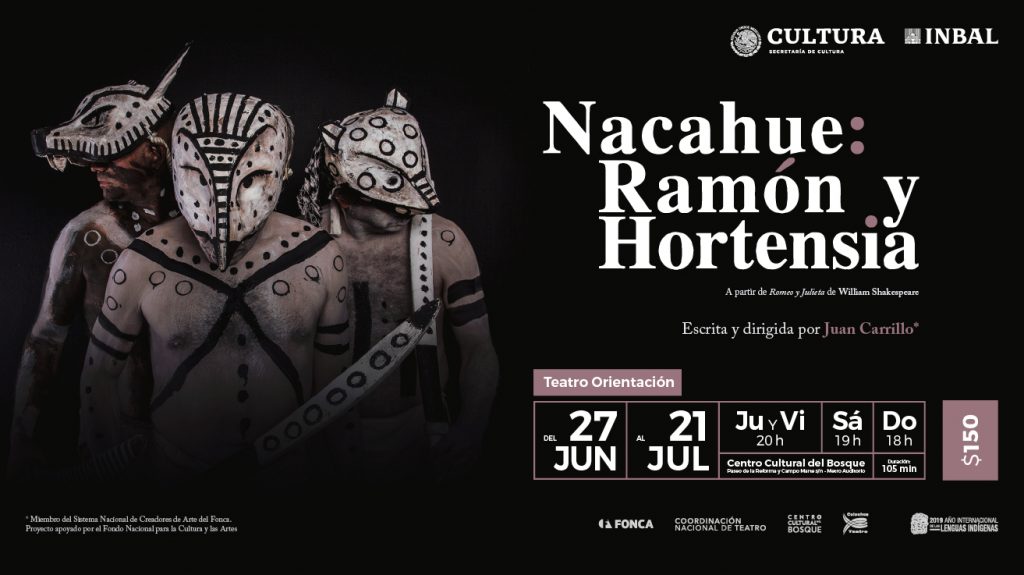 CULTURA
SECRETARÍA DE CULTURA
INBAL
Nacahue:
Ramón y
Hortensia
A partir de Romeo y Julieta de William Shakespeare
Escrita y dirigida por Juan Carrillo*
Teatro Orientación
DEL 27 JUN
AL 21 JUL
Ju Y Vi
20 h
Sá
19 h
Do
18 h
Centro Cultural del Bosque
Paseo de la Reforma y Campo Marte s/n - Metro Auditorio
Duración:
105 min
$150
* Miembro del Sistema Nacional de Creadores de Arte del Fonca.
Proyecto apoyado por el Fondo Nacional para la Cultura y las Artes
FONCA
COORDINACIÓN
NACIONAL DE TEATRO
CENTRO
CULTURAL DEL
BOSQUE
Teatro
2019 AÑO INTERNACIONAL
DE LAS
LENGUAS INDÍGENAS